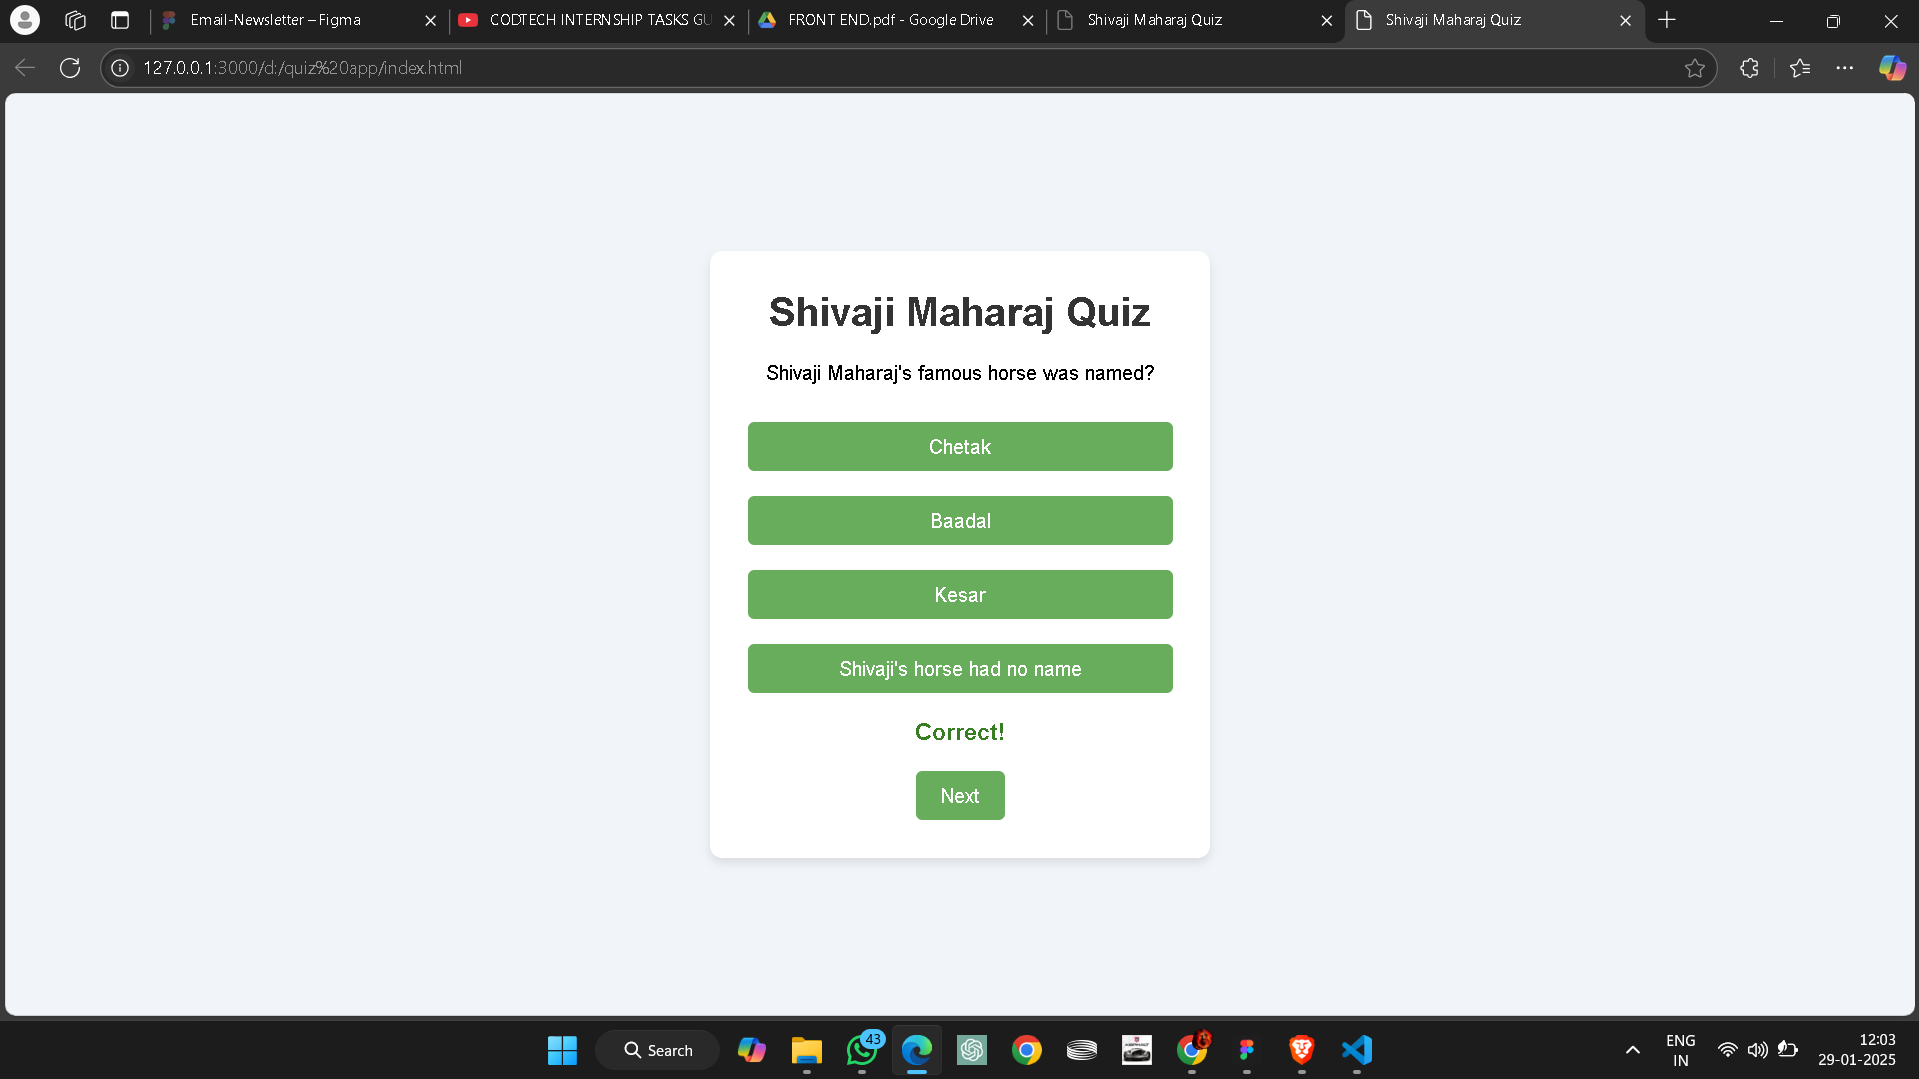 Email-Newsletter – Figma
CODTECH INTERNSHIP TASKS GU
FRONT END.pdf - Google Drive
Shivaji Maharaj Quiz
Shivaji Maharaj Quiz
127.0.0.1:3000/d:/quiz%20app/index.html
Shivaji Maharaj Quiz
Shivaji Maharaj's famous horse was named?
Chetak
Baadal
Kesar
Shivaji's horse had no name
Correct!
Next
Search
43
ENG
IN
12:03
29-01-2025